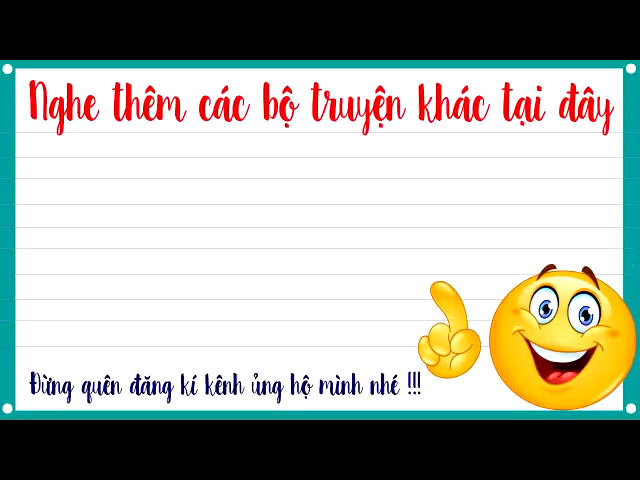 Nghe thêm các bộ truyện khác tại đây
Đừng quên đăng kí kênh ủng hộ mình nhé !!!